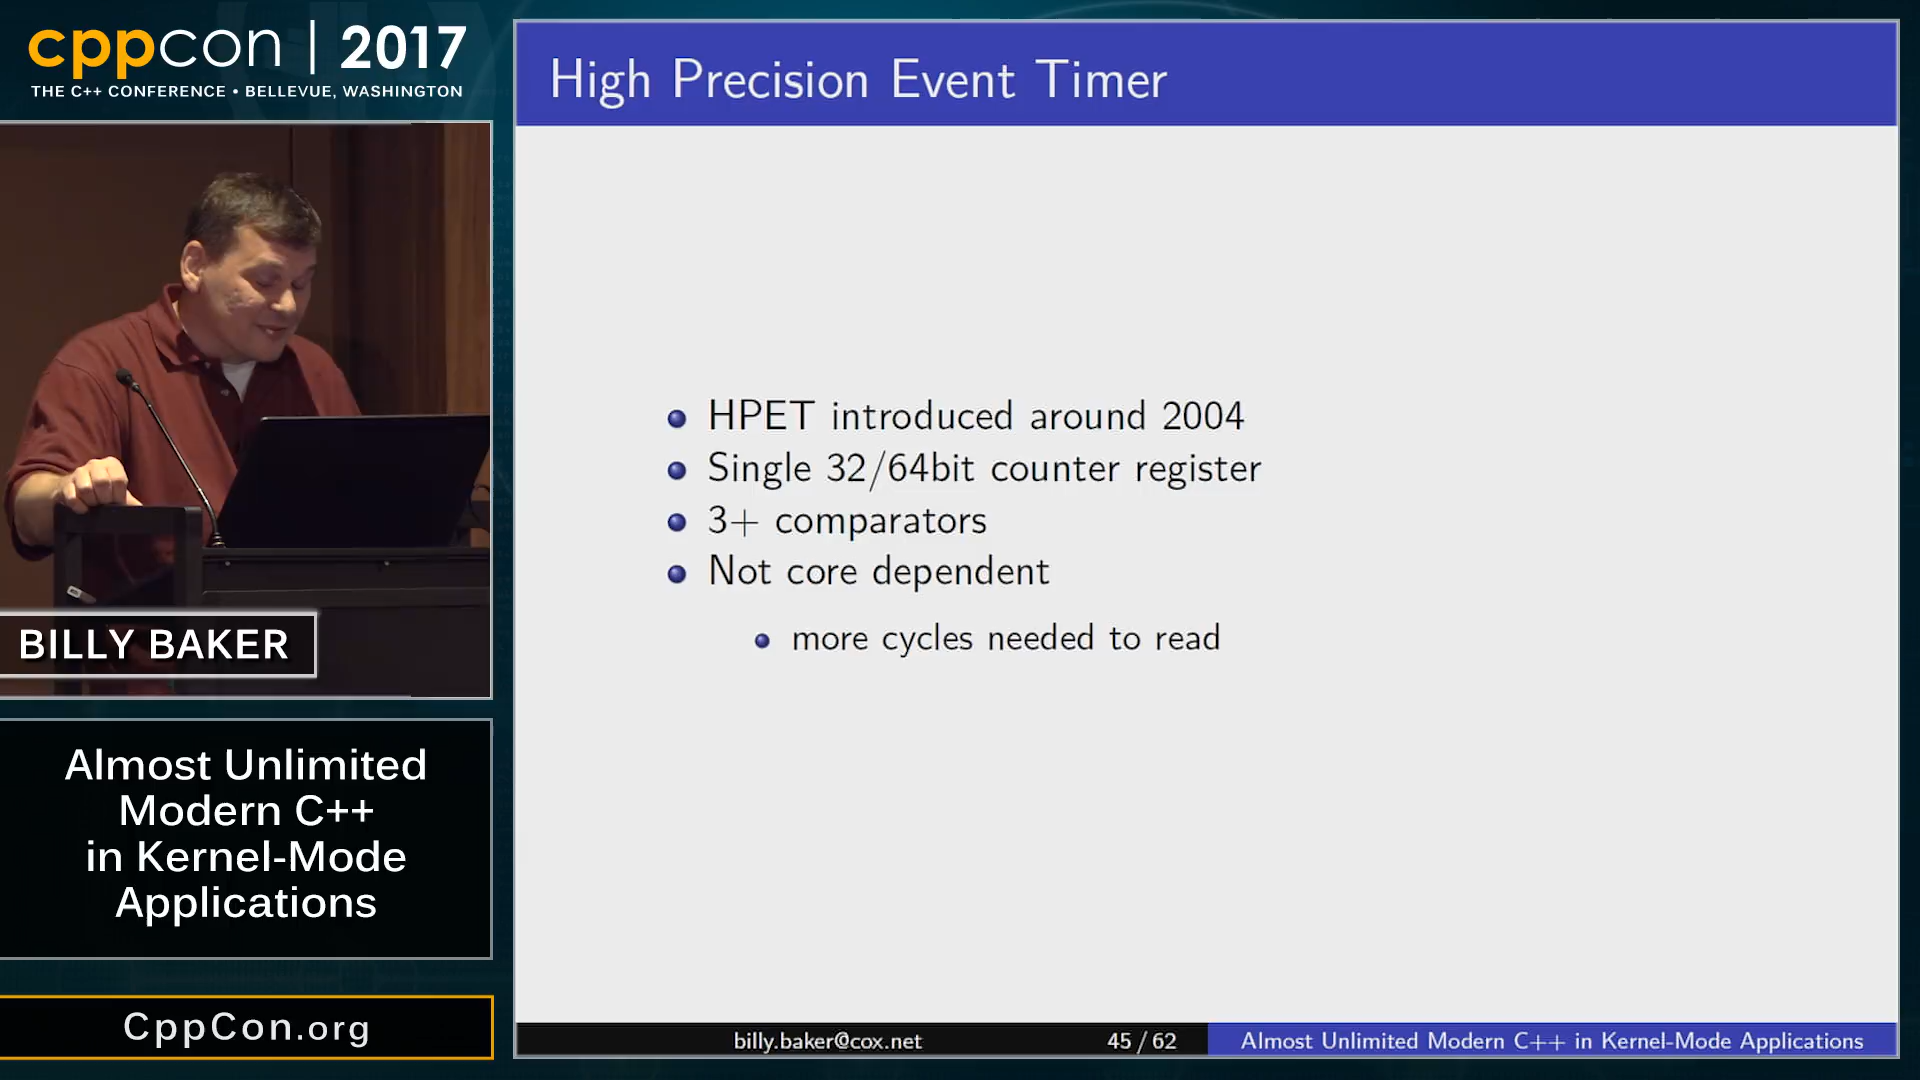 cppcon | 2017
THE C++ CONFERENCE • BELLEVUE, WASHINGTON
High Precision Event Timer
HPET introduced around 2004
Single 32/64bit counter register
3+ comparators
Not core dependent
more cycles needed to read
BILLY BAKER
Almost Unlimited
Modern C++
in Kernel-Mode
Applications
CppCon.org
billy.baker@cox.net
45 / 62
Almost Unlimited Modern C++ in Kernel-Mode Applications